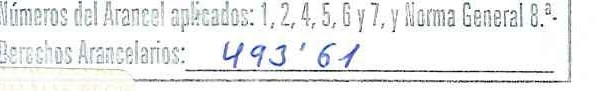 Números del Arancel aplicados: 1, 2, 4, 5, 6 y 7, y Norma General 8.ª-
Derechos Arancelarios: 493'61